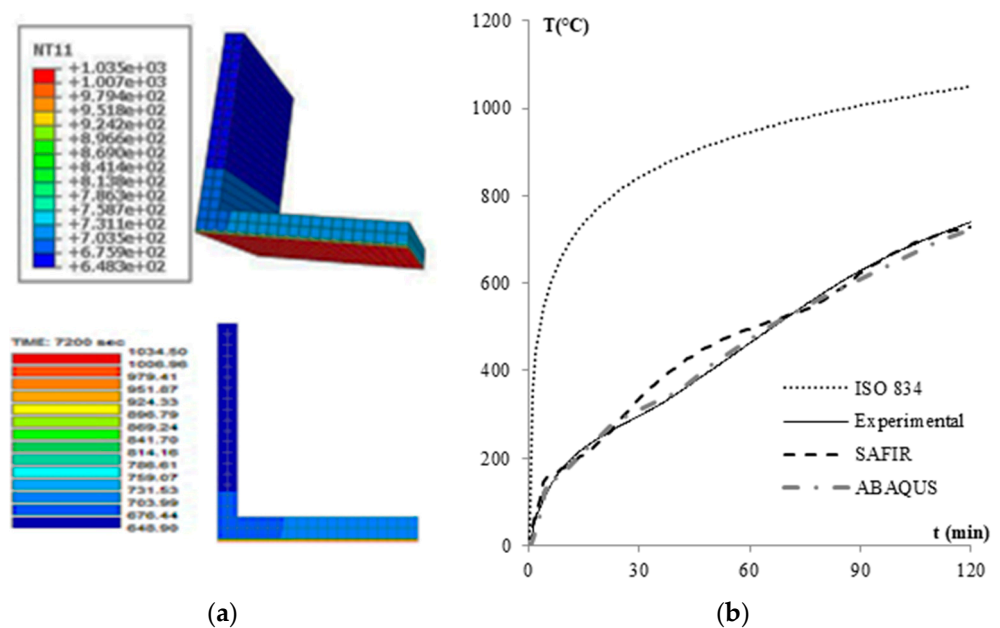 NT11
+1.035e+03
+1.007e+03
+9.794e+02
+9.518e+02
+9.242e+02
+8.966e+02
+8.690e+02
+8.414e+02
+8.138e+02
+7.863e+02
+7.587e+02
+7.311e+02
+7.035e+02
+6.759e+02
+6.483e+02
TIME: 7200 sec
1034.50
1006.96
979.41
951.87
924.33
896.79
869.24
841.70
814.16
786.61
759.07
731.53
703.99
676.44
648.90
(a)
T(°C)
1200
1000
800
600
400
200
0
0
30
60
90
120
t (min)
ISO 834
Experimental
SAFIR
ABAQUS
(b)